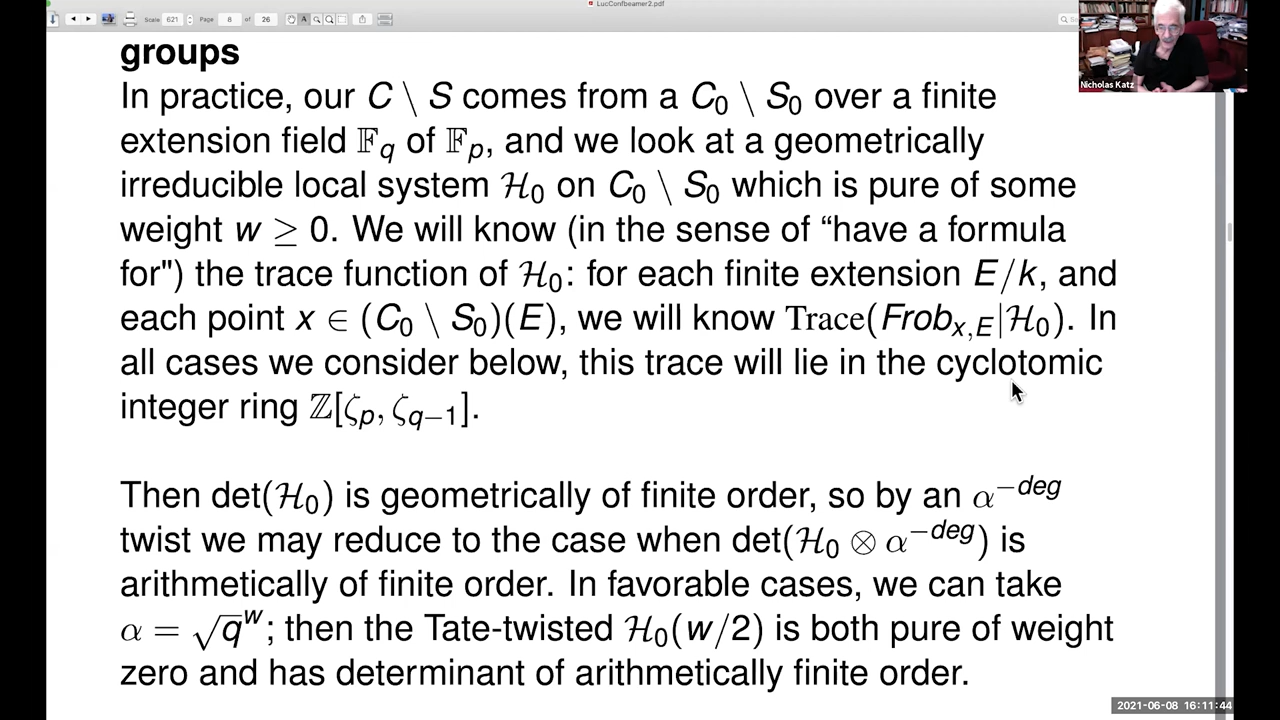 LucConfbeamer2.pdf
Scale 621 Page 8 of 26
groups
In practice, our C \ S comes from a C₀ \ S₀ over a finite
extension field 𝔽_q of 𝔽_p, and we look at a geometrically
irreducible local system ℋ₀ on C₀ \ S₀ which is pure of some
weight w ≥ 0. We will know (in the sense of “have a formula
for") the trace function of ℋ₀: for each finite extension E/k, and
each point x ∈ (C₀ \ S₀)(E), we will know Trace(Frob_{x,E}|ℋ₀). In
all cases we consider below, this trace will lie in the cyclotomic
integer ring ℤ[ζ_p, ζ_{q−1}].
Then det(ℋ₀) is geometrically of finite order, so by an α^{−deg}
twist we may reduce to the case when det(ℋ₀ ⊗ α^{−deg}) is
arithmetically of finite order. In favorable cases, we can take
α = √q^w; then the Tate-twisted ℋ₀(w/2) is both pure of weight
zero and has determinant of arithmetically finite order.
Nicholas Katz
2021-06-08 16:11:44